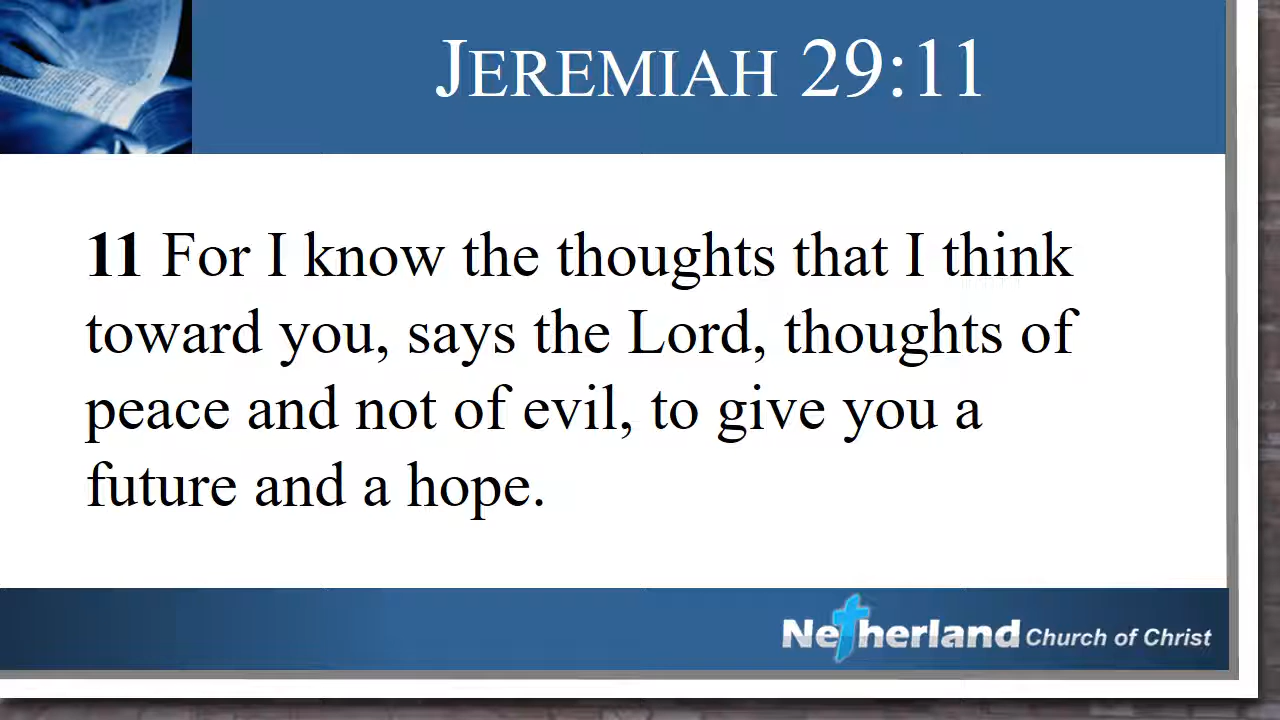 JEREMIAH 29:11
11 For I know the thoughts that I think
toward you, says the Lord, thoughts of
peace and not of evil, to give you a
future and a hope.
Netherland Church of Christ